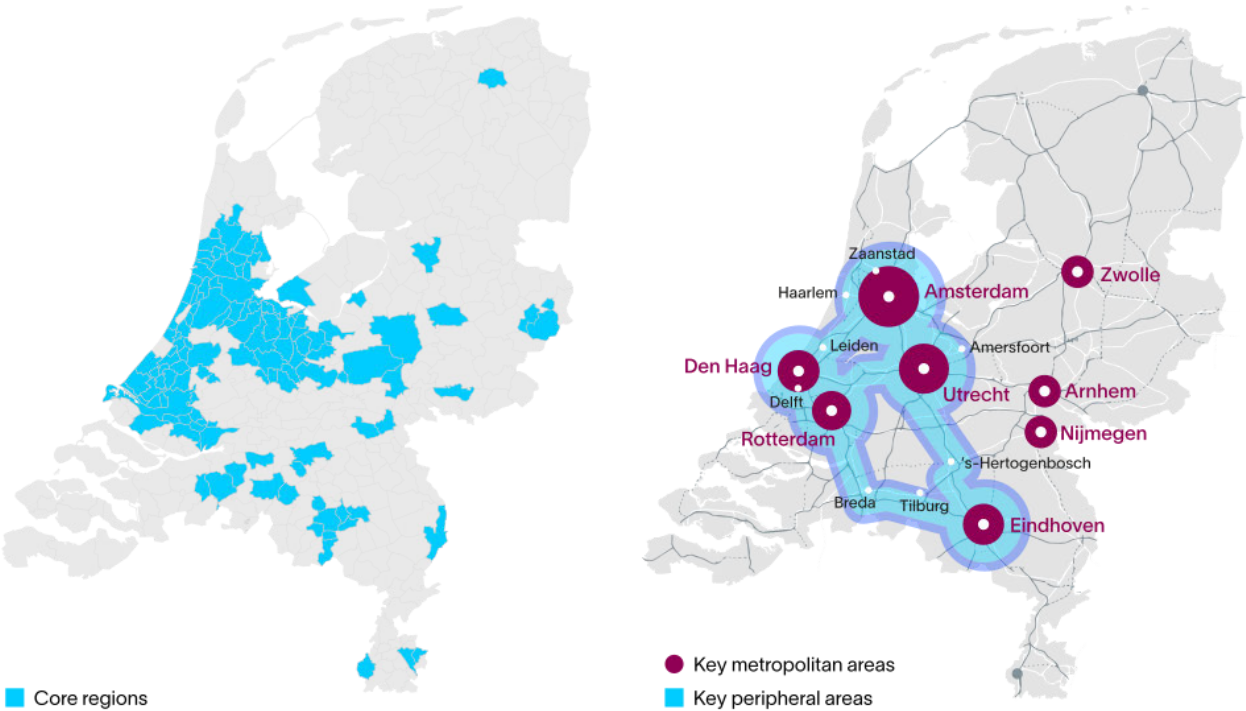 Core regions
Zaanstad
Haarlem
Amsterdam
Zwolle
Leiden
Amersfoort
Den Haag
Delft
Utrecht
Arnhem
Rotterdam
Nijmegen
's-Hertogenbosch
Breda
Tilburg
Eindhoven
Key metropolitan areas
Key peripheral areas